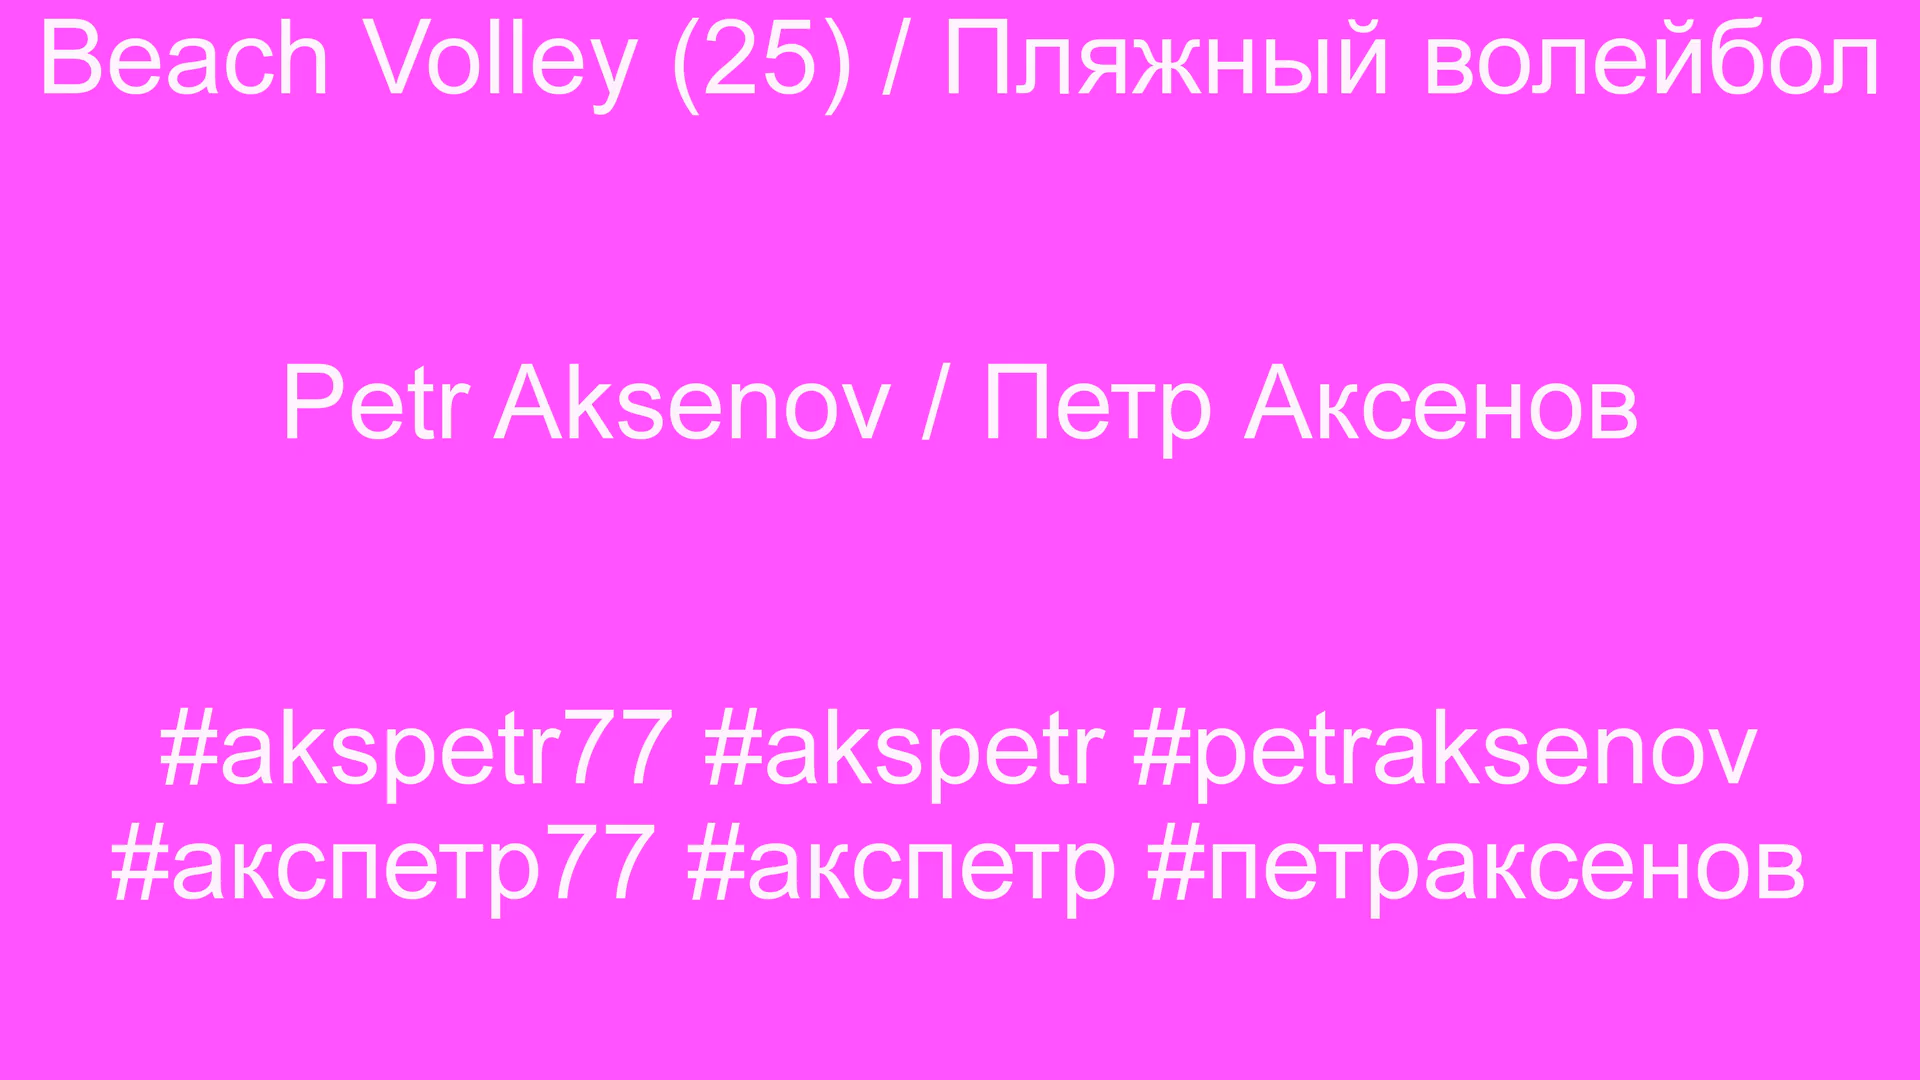 Beach Volley (25) / Пляжный волейбол
Petr Aksenov / Петр Аксенов
#akspetr77 #akspetr #petraksenov
#акспетр77 #акспетр #петраксенов